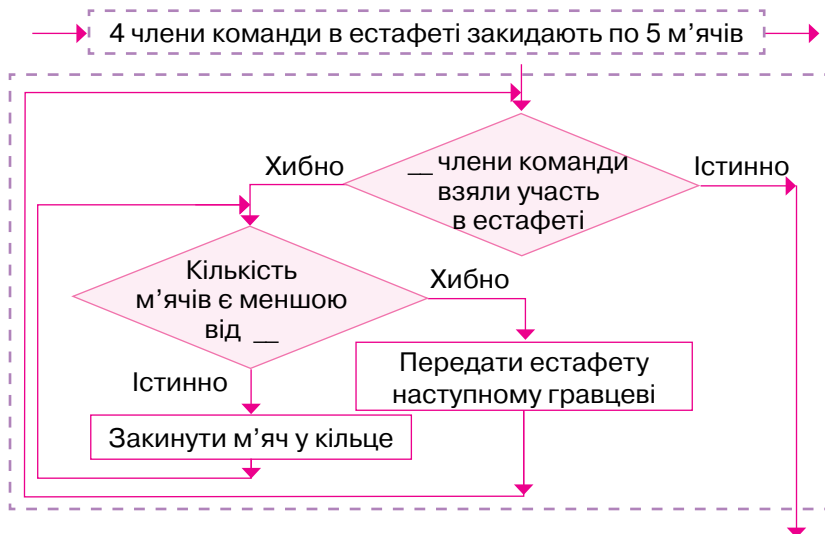 4 члени команди в естафеті закидають по 5 м’ячів
__ члени команди
взяли участь
в естафеті
Хибно
Істинно
Кількість
м’ячів є меншою
від __
Хибно
Істинно
Передати естафету
наступному гравцеві
Закинути м’яч у кільце